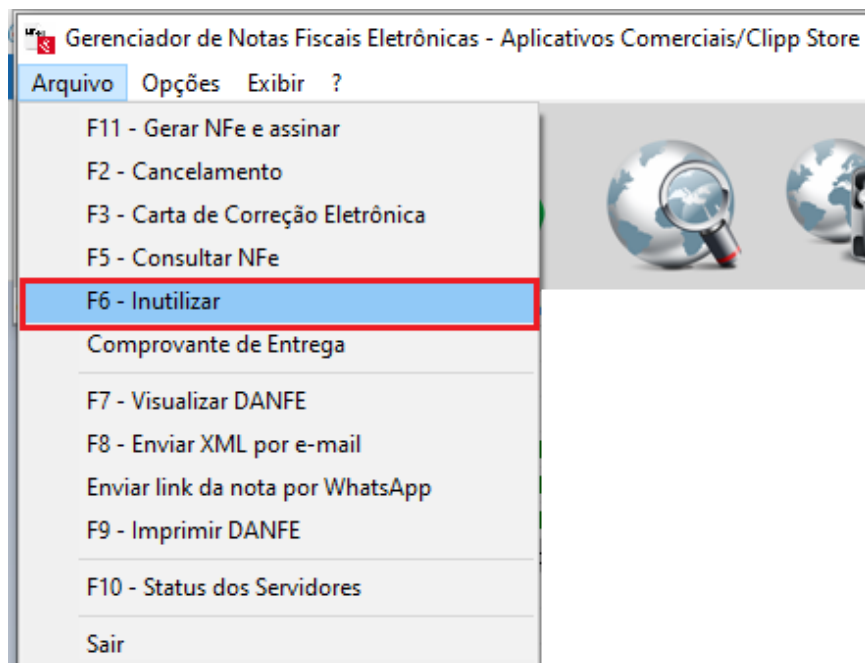 Gerenciador de Notas Fiscais Eletrônicas - Aplicativos Comerciais/Clipp Store
Arquivo Opções Exibir ?
F11 - Gerar NFe e assinar
F2 - Cancelamento
F3 - Carta de Correção Eletrônica
F5 - Consultar NFe
F6 - Inutilizar
Comprovante de Entrega
F7 - Visualizar DANFE
F8 - Enviar XML por e-mail
Enviar link da nota por WhatsApp
F9 - Imprimir DANFE
F10 - Status dos Servidores
Sair